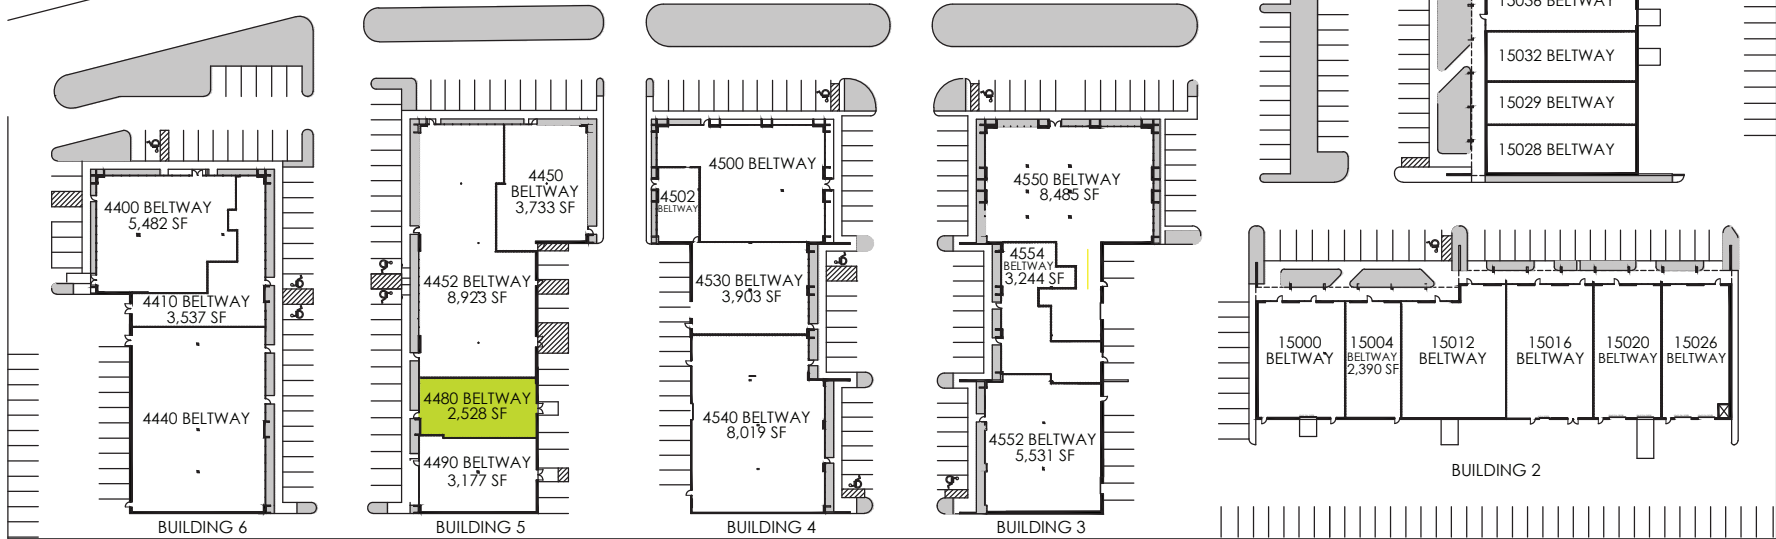 4400 BELTWAY
5,482 SF
4410 BELTWAY
3,537 SF
4440 BELTWAY
BUILDING 6
4450
BELTWAY
3,733 SF
4452 BELTWAY
8,923 SF
4480 BELTWAY
2,528 SF
4490 BELTWAY
3,177 SF
BUILDING 5
4500 BELTWAY
4502
BELTWAY
4530 BELTWAY
3,903 SF
4540 BELTWAY
8,019 SF
BUILDING 4
4550 BELTWAY
8,485 SF
4554
BELTWAY
3,244 SF
4552 BELTWAY
5,531 SF
BUILDING 3
15036 BELTWAY
15032 BELTWAY
15029 BELTWAY
15028 BELTWAY
15000
BELTWAY
15004
BELTWAY
2,390 SF
15012
BELTWAY
15016
BELTWAY
15020
BELTWAY
15026
BELTWAY
BUILDING 2